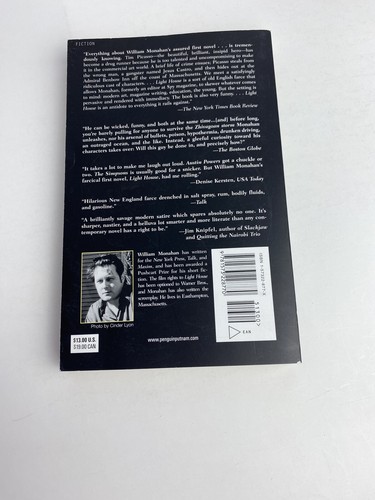 FICTION
"Everything about William Monahan's assured first novel . . . is tremen-
dously knowing. Tim Picasso—the beautiful, brilliant, insipid hero—has
become a drug runner because he is too talented and uncompromising to make
it in the commercial art world. A brief life of crime ensues; Picasso steals from
the wrong man, a gangster named Jesus Castro, and then hides out at the
Admiral Benbow Inn off the coast of Massachusetts. We meet a satisfyingly
ridiculous cast of characters. . . . Light House is a sort of old English farce that
allows Monahan, formerly an editor at Spy magazine, to skewer whatever comes
to mind: modern art, magazine writing, education, the young. But the setting is
pervasive and rendered with immediacy. The book is also very funny. . . . Light
House is an antidote to everything it rails against."
—The New York Times Book Review
"He can be wicked, funny, and both at the same time...[and] before long,
you're barely pulling for anyone to survive the Zhivagoan storm Monahan
unleashes, nor his arsenal of bullets, poison, hypothermia, drunken driving,
an outraged ocean, and the like. Instead, a gleeful curiosity toward his
characters takes over: Will this guy be done in, and precisely how?"
—The Boston Globe
"It takes a lot to make me laugh out loud. Austin Powers got a chuckle or
two. The Simpsons is usually good for a snicker. But William Monahan's
farcical first novel, Light House, had me rolling."
—Denise Kersten, USA Today
"Hilarious New England farce drenched in salt spray, rum, bodily fluids,
and gasoline."
—Talk
"A brilliantly savage modern satire which spares absolutely no one. It's
sharper, nastier, and a helluva lot smarter and more literate than any con-
temporary novel has a right to be."
—Jim Knipfel, author of Slackjaw
and Quitting the Nairobi Trio
William Monahan has written
for the New York Press, Talk, and
Maxim, and has been awarded a
Pushcart Prize for his short fic-
tion. The film rights to Light House
has been optioned to Warner Bros.,
and Monahan has also written the
screenplay. He lives in Easthampton,
Massachusetts.
Photo by Cinder Lyon
$13.00 U.S.
$19.00 CAN
www.penguinputnam.com
51300
EAN